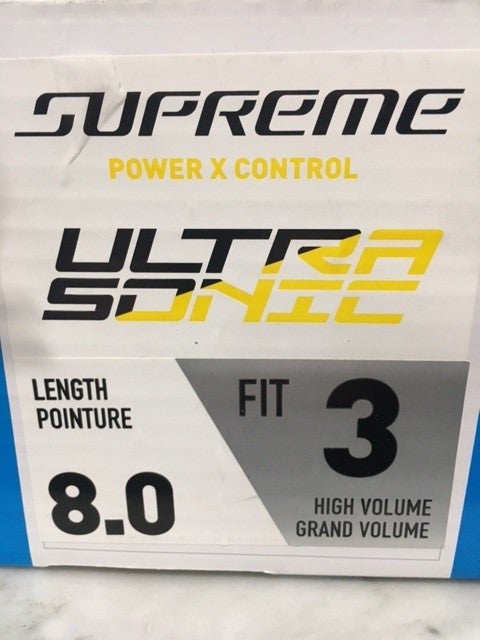 SUPREME
POWER X CONTROL
ULTRA
SONIC
LENGTH
POINTURE
8.0
FIT 3
HIGH VOLUME
GRAND VOLUME